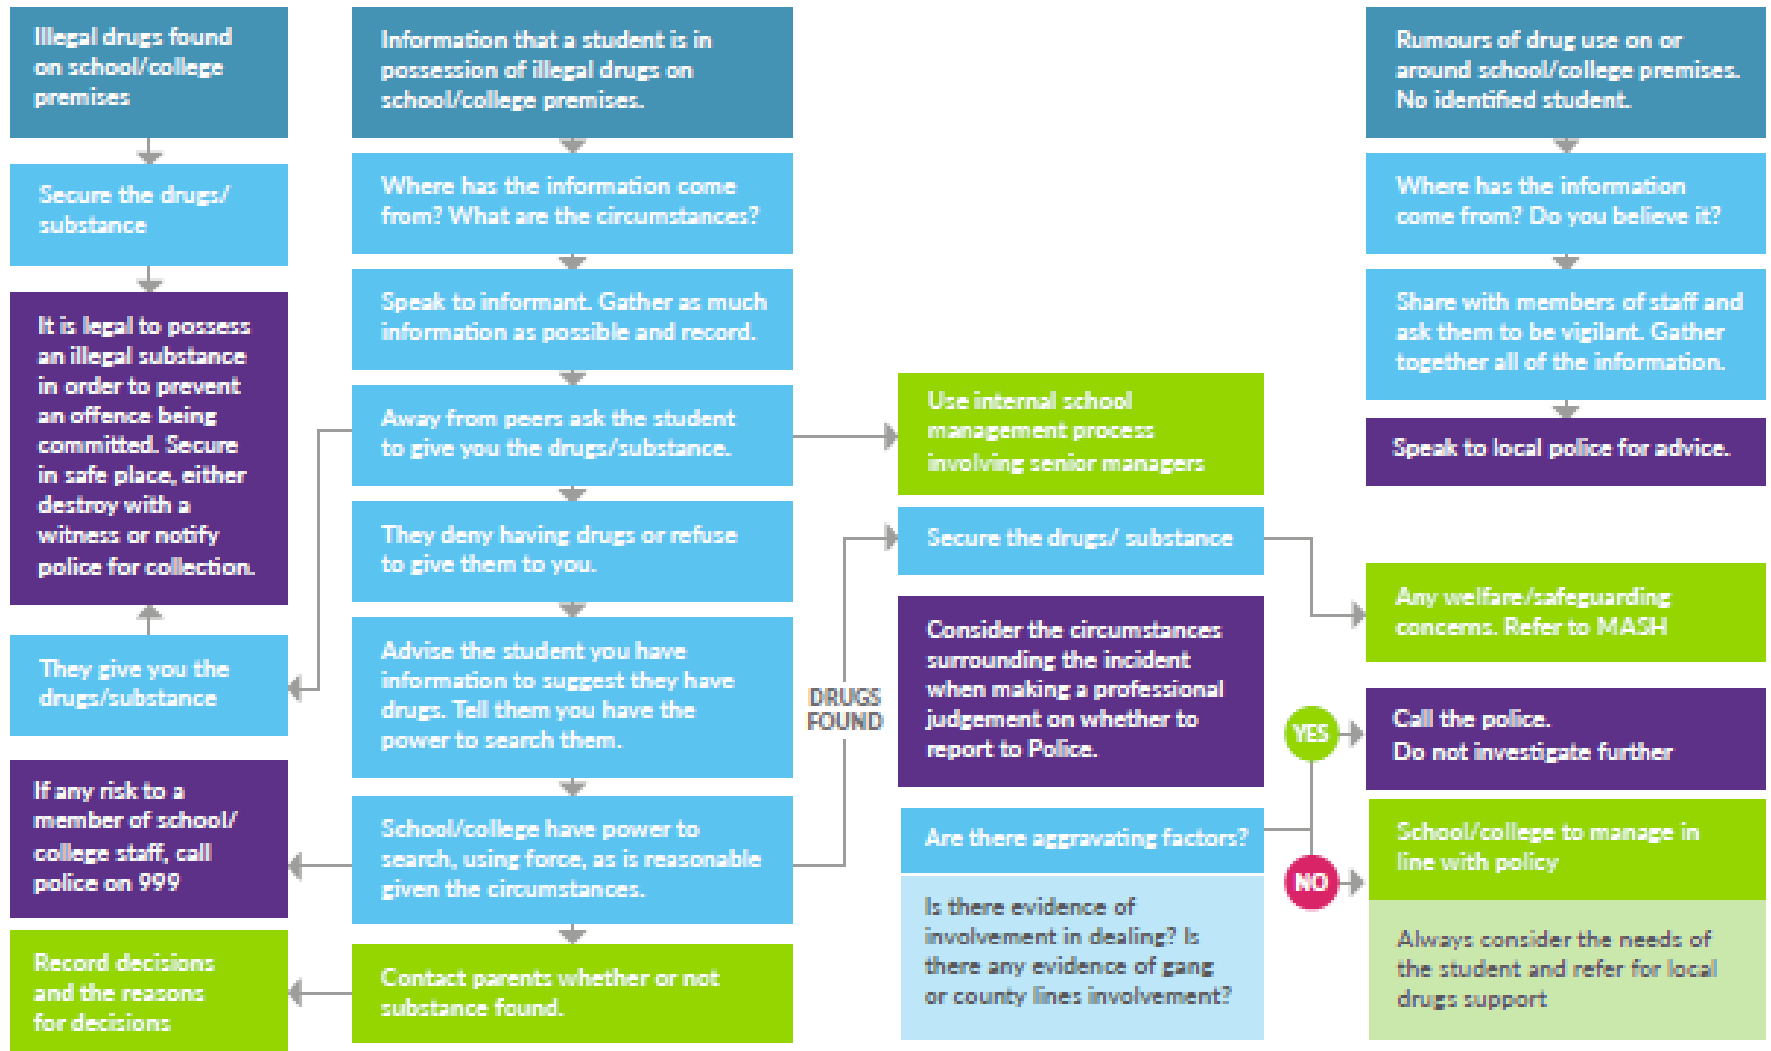 Illegal drugs found
on school/college
premises
Secure the drugs/
substance
It is legal to possess
an illegal substance
in order to prevent
an offence being
committed. Secure
in safe place, either
destroy with a
witness or notify
police for collection.
They give you the
drugs/substance
If any risk to a
member of school/
college staff, call
police on 999
Record decisions
and the reasons
for decisions
Information that a student is in
possession of illegal drugs on
school/college premises.
Where has the information come
from? What are the circumstances?
Speak to informant. Gather as much
information as possible and record.
Away from peers ask the student
to give you the drugs/substance.
They deny having drugs or refuse
to give them to you.
Advise the student you have
information to suggest they have
drugs. Tell them you have the
power to search them.
School/college have power to
search, using force, as is reasonable
given the circumstances.
Contact parents whether or not
substance found.
DRUGS
FOUND
Use internal school
management process
involving senior managers
Secure the drugs/ substance
Consider the circumstances
surrounding the incident
when making a professional
judgement on whether to
report to Police.
Are there aggravating factors?
Is there evidence of
involvement in dealing? Is
there any evidence of gang
or county lines involvement?
YES
NO
Rumours of drug use on or
around school/college premises.
No identified student.
Where has the information
come from? Do you believe it?
Share with members of staff and
ask them to be vigilant. Gather
together all of the information.
Speak to local police for advice.
Any welfare/safeguarding
concerns. Refer to MASH
Call the police.
Do not investigate further
School/college to manage in
line with policy
Always consider the needs of
the student and refer for local
drugs support